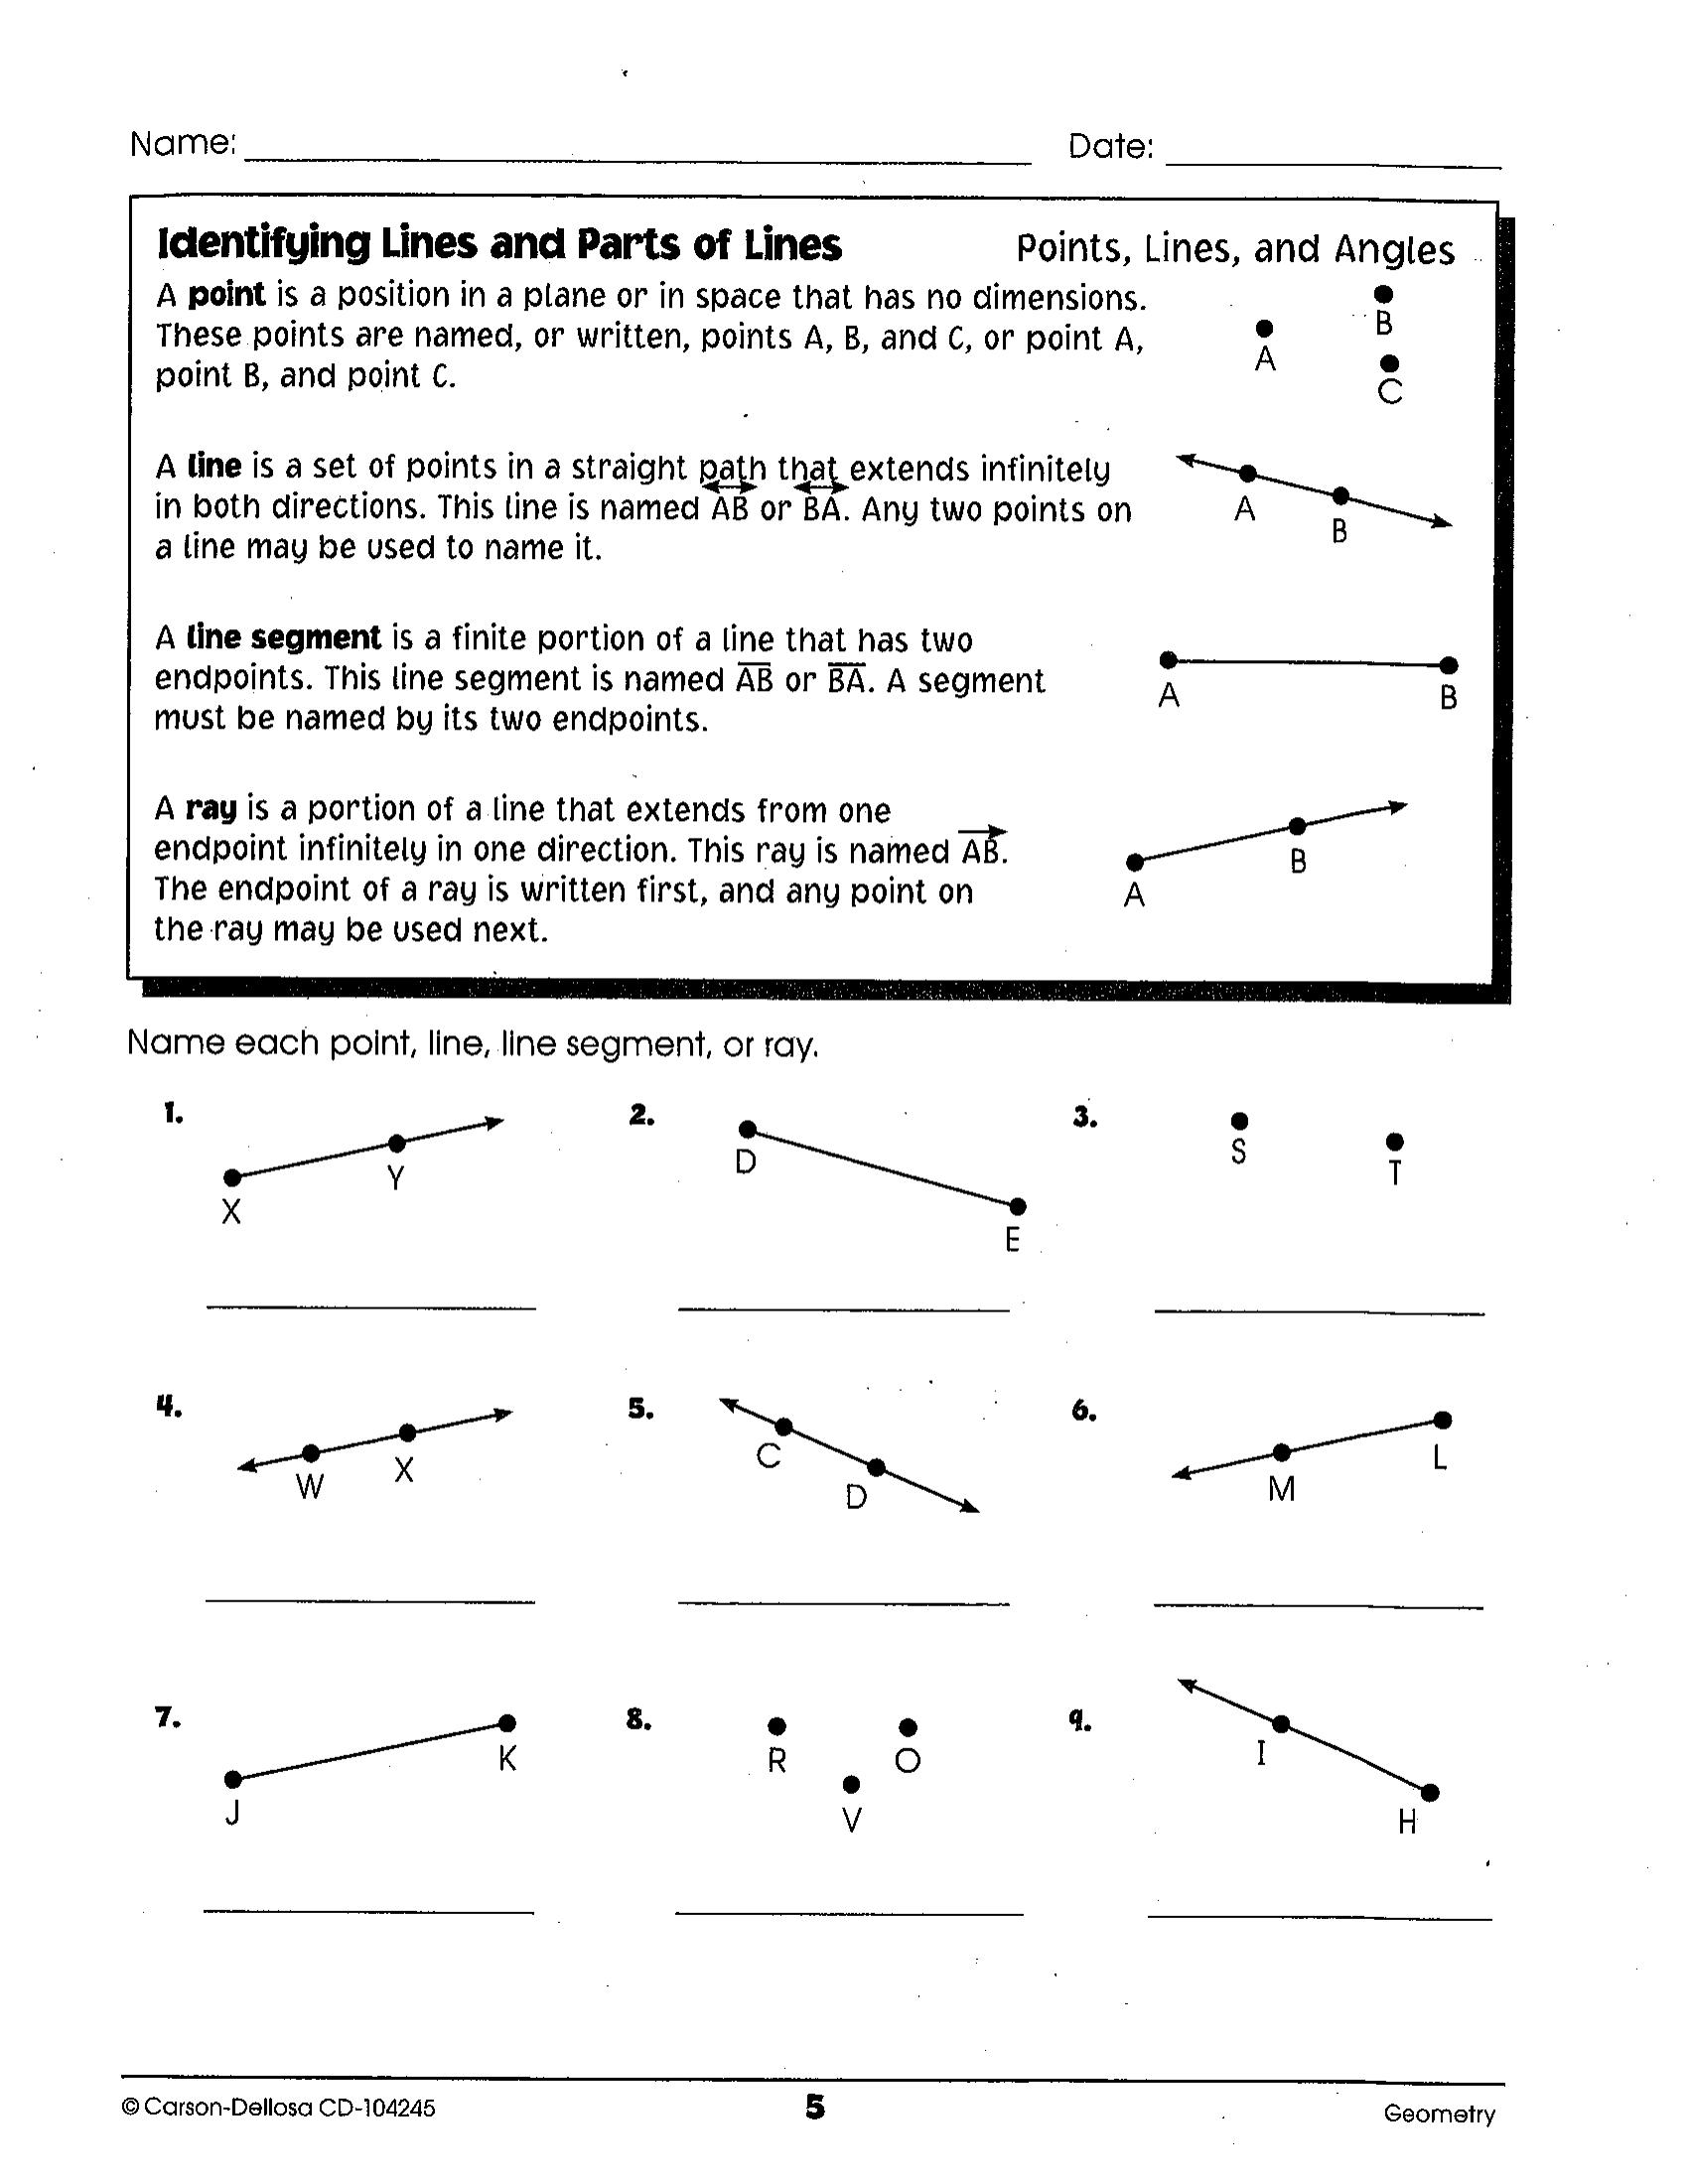 Name: Date:
Identifying Lines and Parts of Lines Points, Lines, and Angles
A point is a position in a plane or in space that has no dimensions.
These points are named, or written, points A, B, and C, or point A,
point B, and point C.
B
A
C
A line is a set of points in a straight path that extends infinitely
in both directions. This line is named AB or BA. Any two points on
a line may be used to name it.
A
B
A line segment is a finite portion of a line that has two
endpoints. This line segment is named AB or BA. A segment
must be named by its two endpoints.
A B
A ray is a portion of a line that extends from one
endpoint infinitely in one direction. This ray is named AB.
The endpoint of a ray is written first, and any point on
the ray may be used next.
B
A
Name each point, line, line segment, or ray.
1. 2. 3.
X Y
D E
S T
4. 5. 6.
W X
C D
M L
7. 8. 9.
J K
R O
V
I H
© Carson-Dellosa CD-104245 5 Geometry